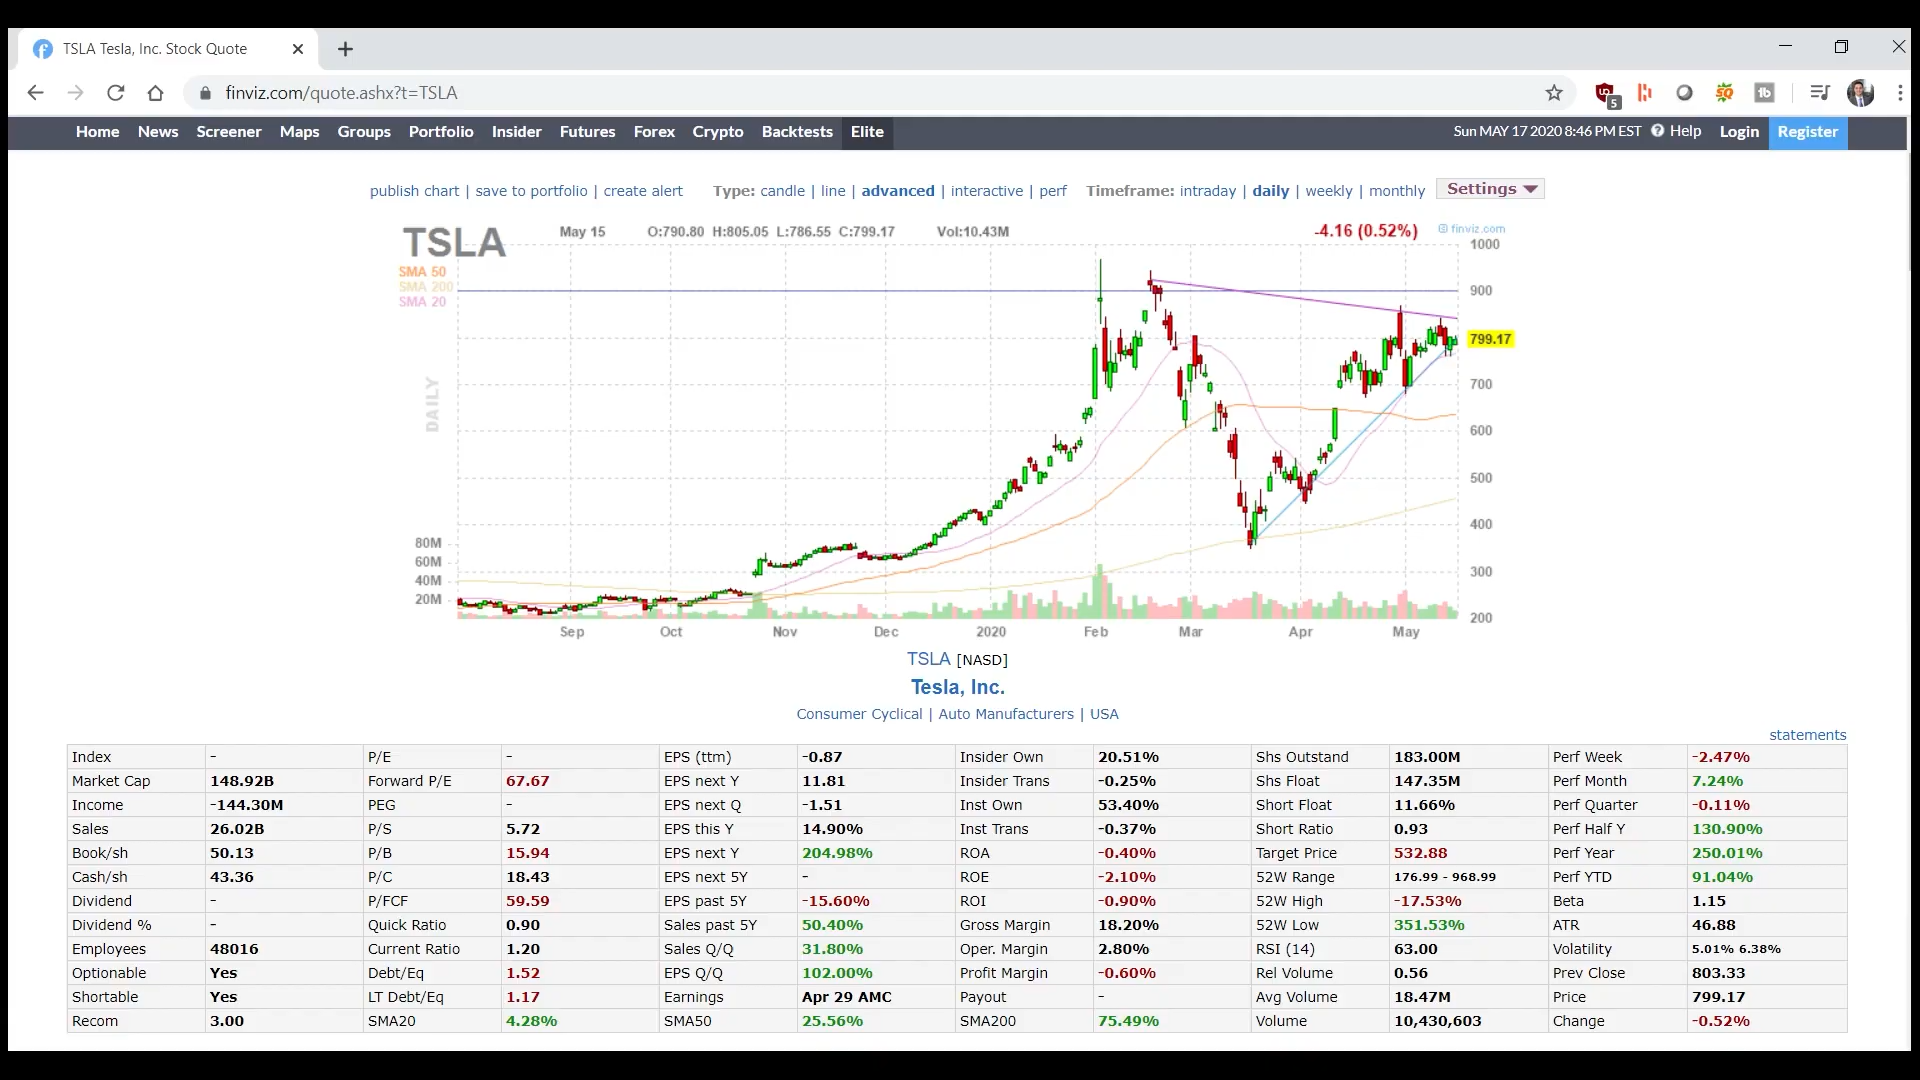 TSLA Tesla, Inc. Stock Quote
finviz.com/quote.ashx?t=TSLA
5
Home News Screener Maps Groups Portfolio Insider Futures Forex Crypto Backtests Elite Sun MAY 17 2020 8:46 PM EST Help Login Register
publish chart | save to portfolio | create alert Type: candle | line | advanced | interactive | perf Timeframe: intraday | daily | weekly | monthly Settings
TSLA May 15 O:790.80 H:805.05 L:786.55 C:799.17 Vol:10.43M -4.16 (0.52%) © finviz.com
SMA 50
SMA 200
SMA 20
DAILY
1000
900
799.17
700
600
500
400
300
200
80M
60M
40M
20M
Sep Oct Nov Dec 2020 Feb Mar Apr May
TSLA [NASD]
Tesla, Inc.
Consumer Cyclical | Auto Manufacturers | USA
statements
Index - P/E - EPS (ttm) -0.87 Insider Own 20.51% Shs Outstand 183.00M Perf Week -2.47%
Market Cap 148.92B Forward P/E 67.67 EPS next Y 11.81 Insider Trans -0.25% Shs Float 147.35M Perf Month 7.24%
Income -144.30M PEG - EPS next Q -1.51 Inst Own 53.40% Short Float 11.66% Perf Quarter -0.11%
Sales 26.02B P/S 5.72 EPS this Y 14.90% Inst Trans -0.37% Short Ratio 0.93 Perf Half Y 130.90%
Book/sh 50.13 P/B 15.94 EPS next Y 204.98% ROA -0.40% Target Price 532.88 Perf Year 250.01%
Cash/sh 43.36 P/C 18.43 EPS next 5Y - ROE -2.10% 52W Range 176.99 - 968.99 Perf YTD 91.04%
Dividend - P/FCF 59.59 EPS past 5Y -15.60% ROI -0.90% 52W High -17.53% Beta 1.15
Dividend % - Quick Ratio 0.90 Sales past 5Y 50.40% Gross Margin 18.20% 52W Low 351.53% ATR 46.88
Employees 48016 Current Ratio 1.20 Sales Q/Q 31.80% Oper. Margin 2.80% RSI (14) 63.00 Volatility 5.01% 6.38%
Optionable Yes Debt/Eq 1.52 EPS Q/Q 102.00% Profit Margin -0.60% Rel Volume 0.56 Prev Close 803.33
Shortable Yes LT Debt/Eq 1.17 Earnings Apr 29 AMC Payout - Avg Volume 18.47M Price 799.17
Recom 3.00 SMA20 4.28% SMA50 25.56% SMA200 75.49% Volume 10,430,603 Change -0.52%